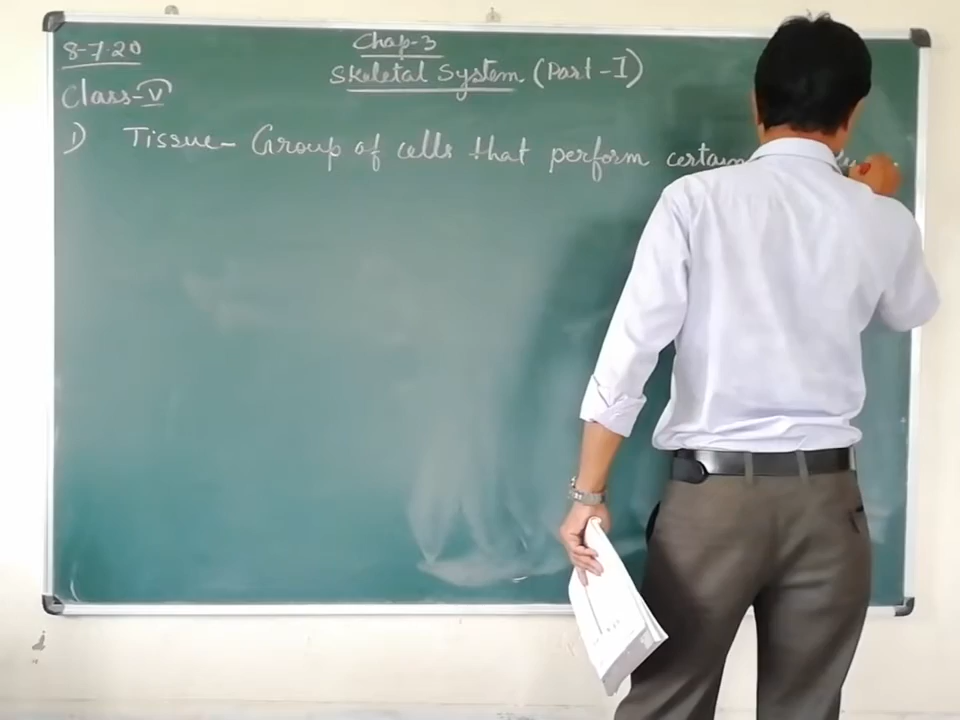 8-7-20
Chap-3
Skeletal System (Part-I)
Class-V
1) Tissue- Group of cells that perform certain